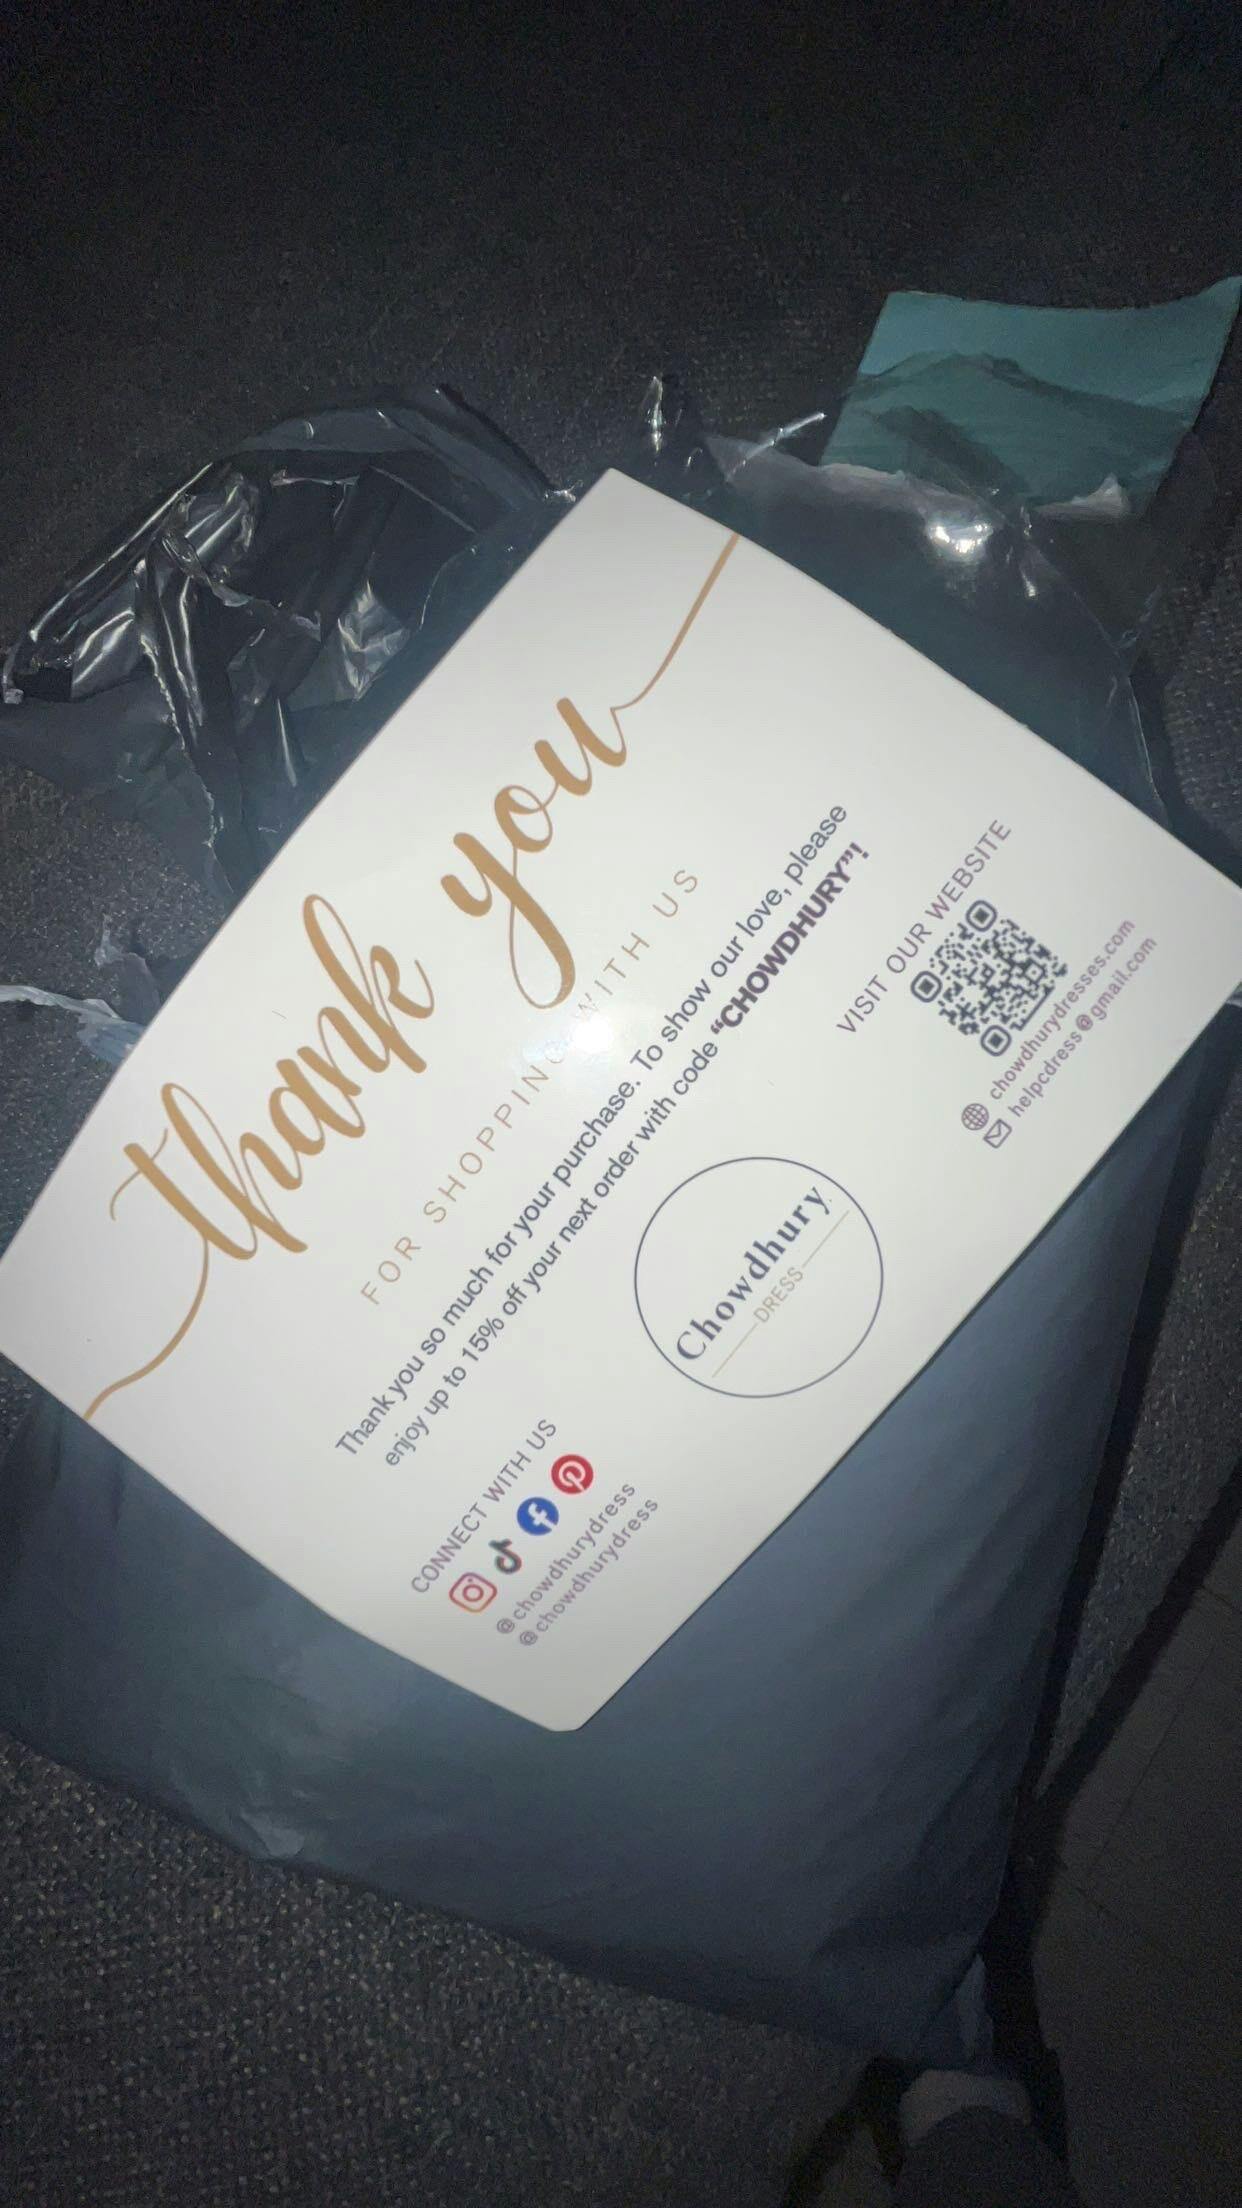 thank you
FOR SHOPPING WITH US
Thank you so much for your purchase. To show our love, please
enjoy up to 15% off your next order with code “CHOWDHURY”!
CONNECT WITH US
@chowdhurydress
@chowdhurydress
Chowdhury
DRESS
VISIT OUR WEBSITE
chowdhurydresses.com
helpcdress@gmail.com